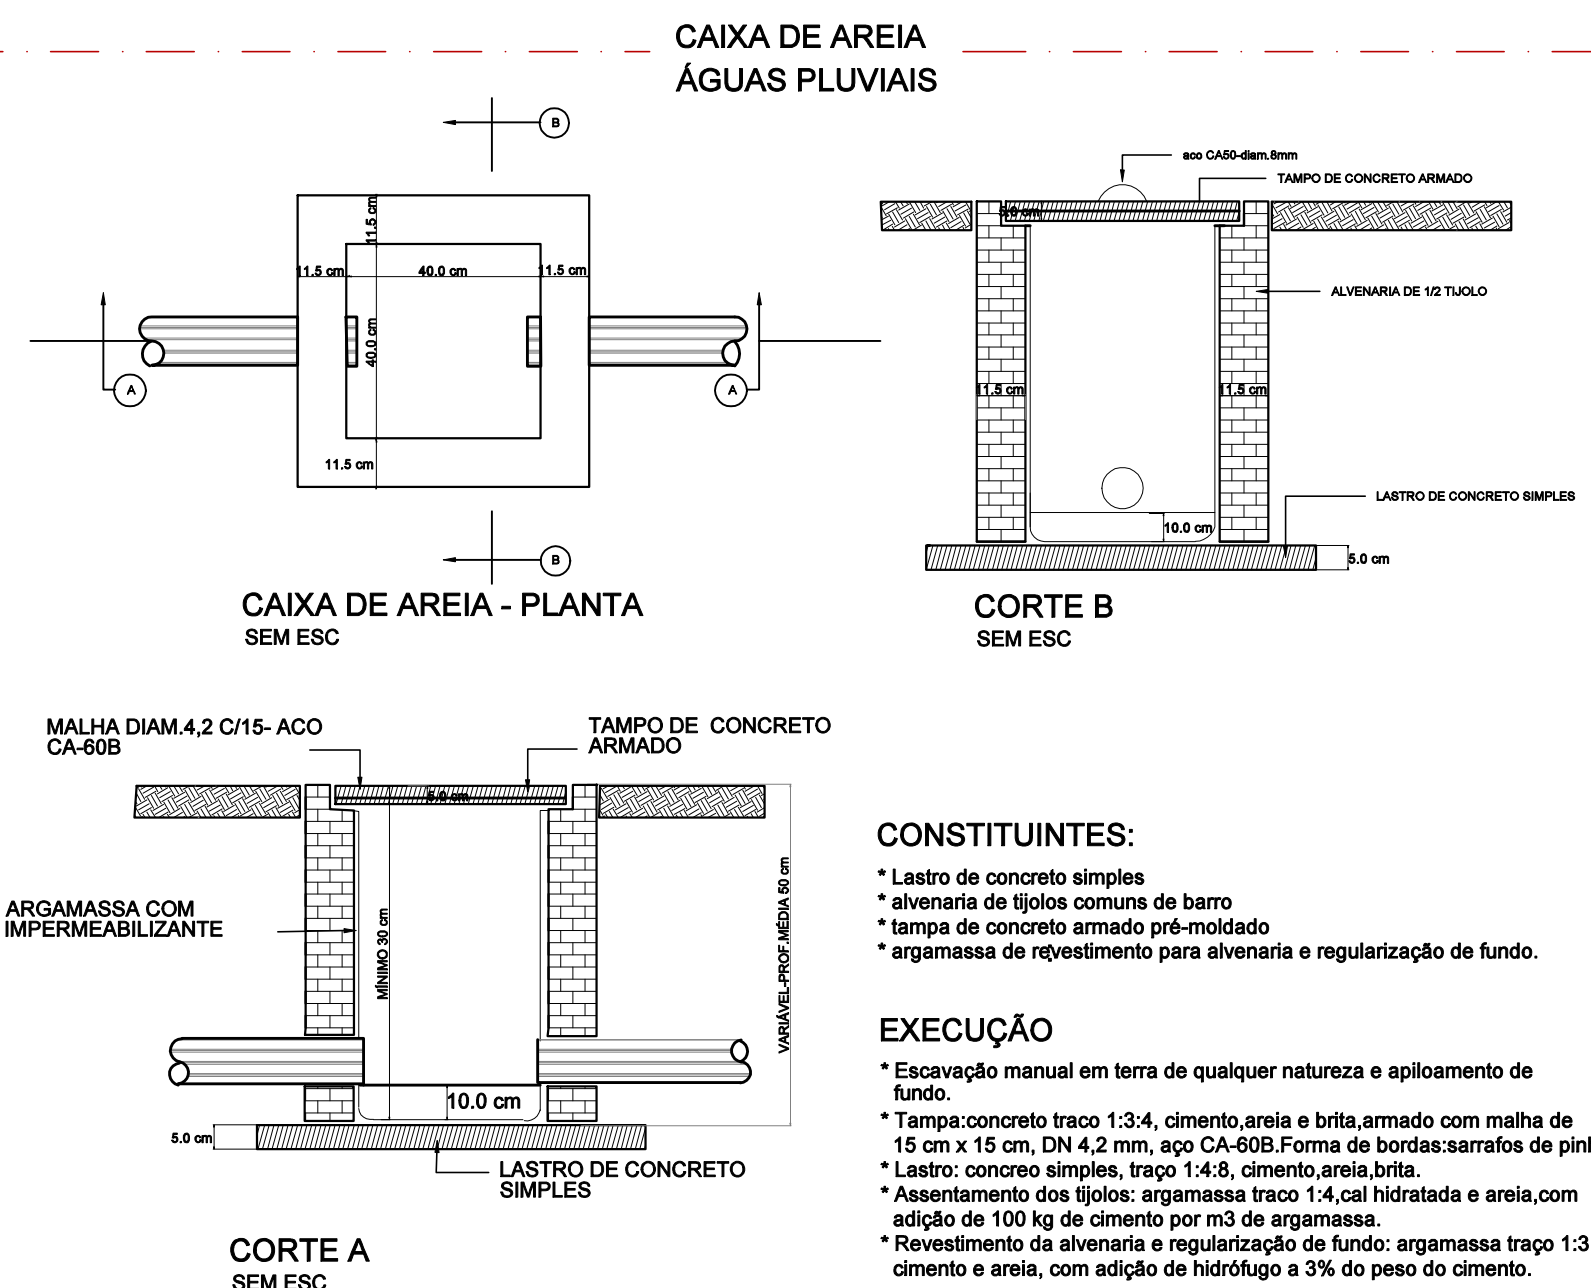 CAIXA DE AREIA
ÁGUAS PLUVIAIS
B
11.5 cm
11.5 cm
40.0 cm
11.5 cm
40.0 cm
A
A
11.5 cm
B
CAIXA DE AREIA - PLANTA
SEM ESC
aco CA50-diam.8mm
TAMPO DE CONCRETO ARMADO
5.0 cm
ALVENARIA DE 1/2 TIJOLO
11.5 cm
11.5 cm
LASTRO DE CONCRETO SIMPLES
10.0 cm
5.0 cm
CORTE B
SEM ESC
MALHA DIAM.4,2 C/15- ACO
CA-60B
TAMPO DE CONCRETO
ARMADO
5.0 cm
ARGAMASSA COM
IMPERMEABILIZANTE
MÍNIMO 30 cm
VARIÁVEL-PROF.MÉDIA 50 cm
10.0 cm
5.0 cm
LASTRO DE CONCRETO
SIMPLES
CORTE A
SEM ESC
CONSTITUINTES:
* Lastro de concreto simples
* alvenaria de tijolos comuns de barro
* tampa de concreto armado pré-moldado
* argamassa de revestimento para alvenaria e regularização de fundo.
EXECUÇÃO
* Escavação manual em terra de qualquer natureza e apiloamento de
fundo.
* Tampa:concreto traco 1:3:4, cimento,areia e brita,armado com malha de
15 cm x 15 cm, DN 4,2 mm, aço CA-60B.Forma de bordas:sarrafos de
* Lastro: concreo simples, traço 1:4:8, cimento,areia,brita.
* Assentamento dos tijolos: argamassa traco 1:4,cal hidratada e areia,com
adição de 100 kg de cimento por m3 de argamassa.
* Revestimento da alvenaria e regularização de fundo: argamassa traço 1:3
cimento e areia, com adição de hidrófugo a 3% do peso do cimento.